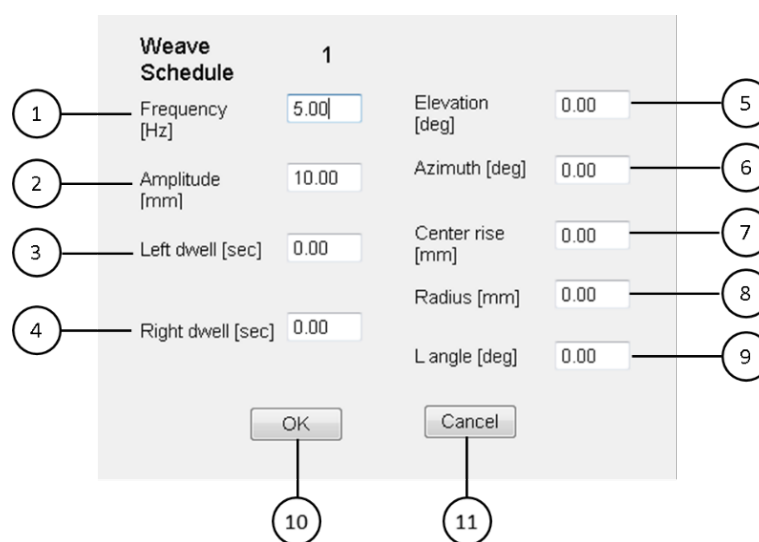 Weave
Schedule
1
1
Frequency
[Hz]
5.00
2
Amplitude
[mm]
10.00
3
Left dwell [sec]
0.00
4
Right dwell [sec]
0.00
Elevation
[deg]
0.00
5
Azimuth [deg]
0.00
6
Center rise
[mm]
0.00
7
Radius [mm]
0.00
8
L angle [deg]
0.00
9
OK
Cancel
10
11